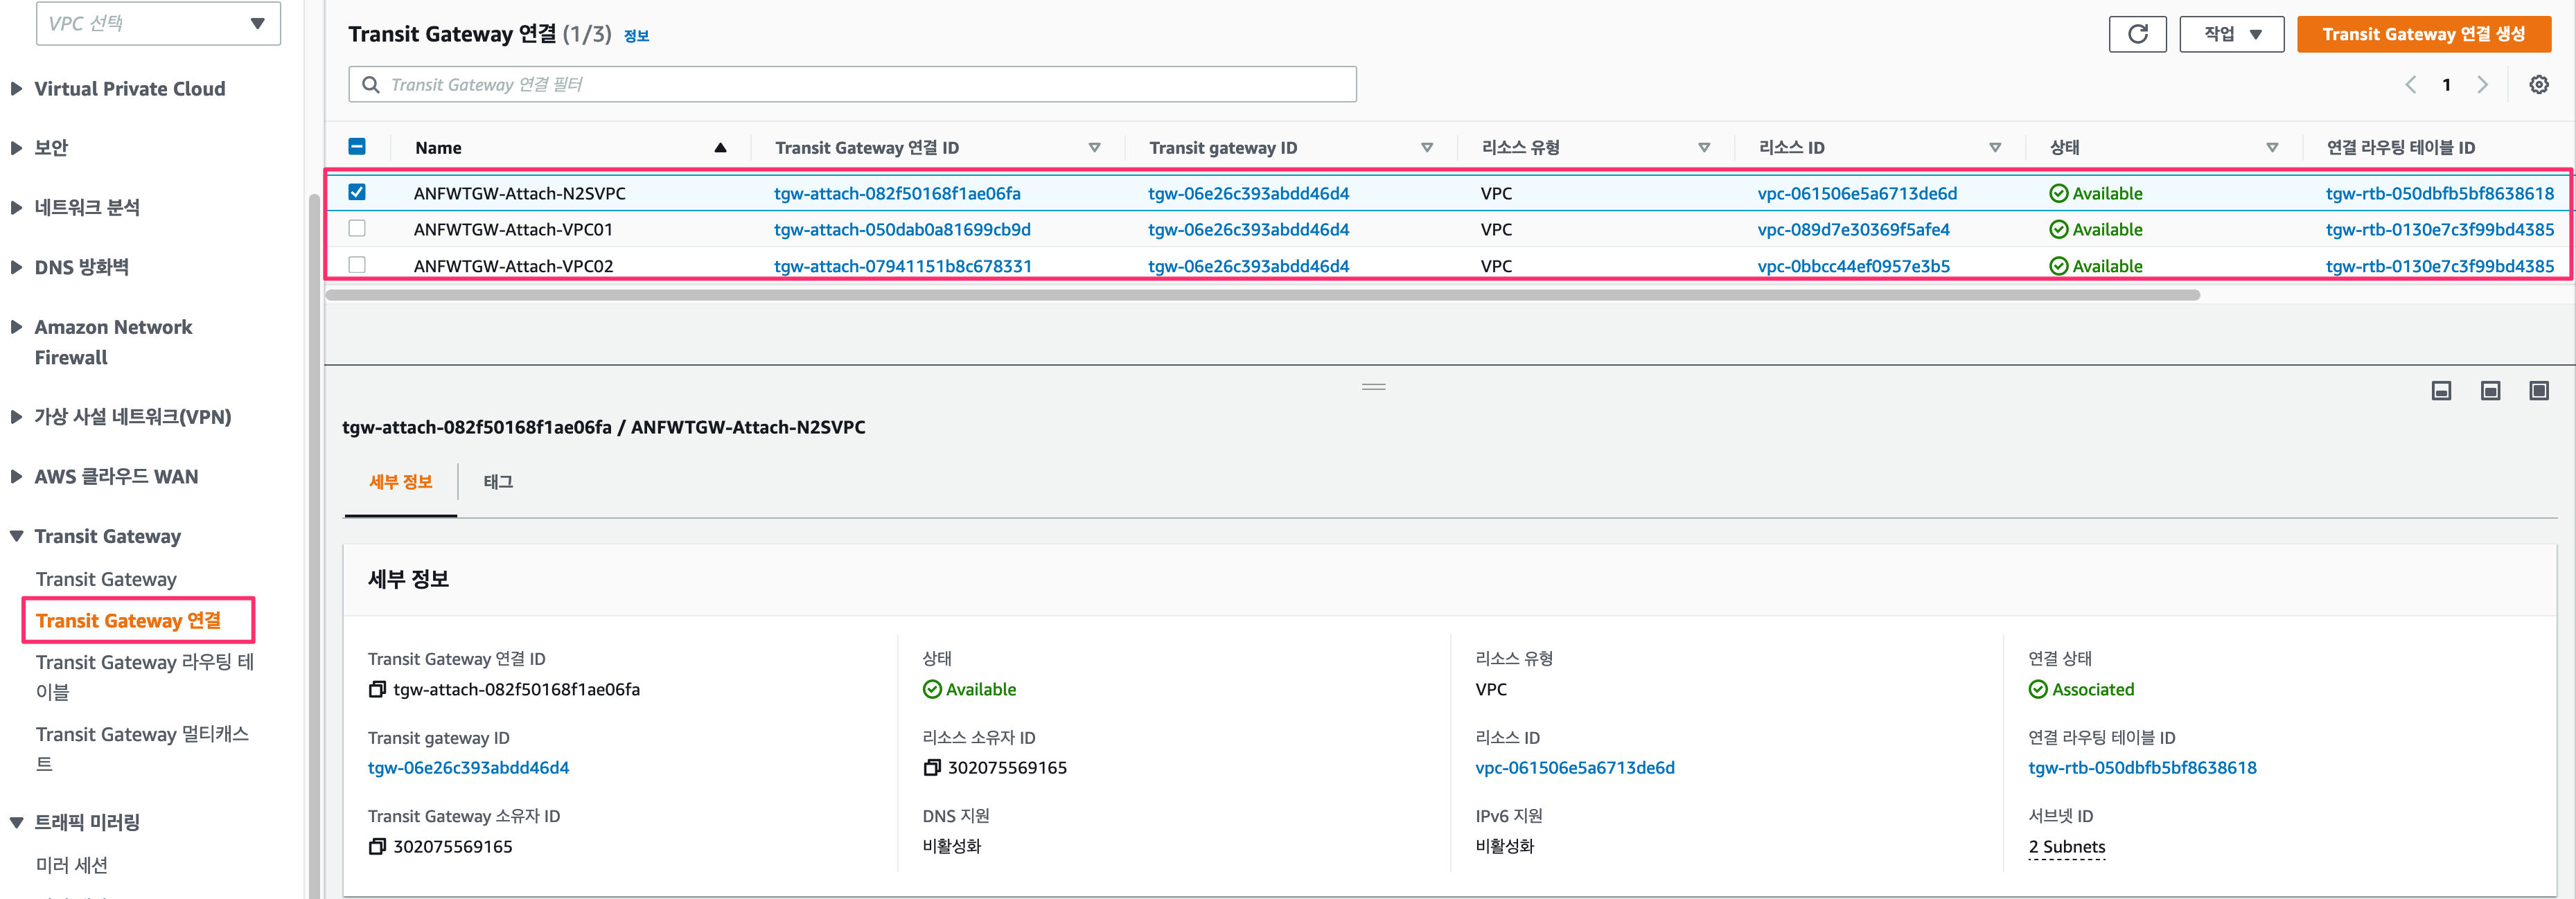 VPC 선택
Virtual Private Cloud
보안
네트워크 분석
DNS 방화벽
Amazon Network
Firewall
가상 사설 네트워크(VPN)
AWS 클라우드 WAN
Transit Gateway
Transit Gateway
Transit Gateway 연결
Transit Gateway 라우팅 테
이블
Transit Gateway 멀티캐스
트
트래픽 미러링
미러 세션
Transit Gateway 연결 (1/3) 정보
작업
Transit Gateway 연결 생성
Transit Gateway 연결 필터
1
Name Transit Gateway 연결 ID Transit gateway ID 리소스 유형 리소스 ID 상태 연결 라우팅 테이블 ID
ANFWTGW-Attach-N2SVPC tgw-attach-082f50168f1ae06fa tgw-06e26c393abdd46d4 VPC vpc-061506e5a6713de6d Available tgw-rtb-050dbfb5bf8638618
ANFWTGW-Attach-VPC01 tgw-attach-050dab0a81699cb9d tgw-06e26c393abdd46d4 VPC vpc-089d7e30369f5afe4 Available tgw-rtb-0130e7c3f99bd4385
ANFWTGW-Attach-VPC02 tgw-attach-07941151b8c678331 tgw-06e26c393abdd46d4 VPC vpc-0bbcc44ef0957e3b5 Available tgw-rtb-0130e7c3f99bd4385
tgw-attach-082f50168f1ae06fa / ANFWTGW-Attach-N2SVPC
세부 정보 태그
세부 정보
Transit Gateway 연결 ID 상태 리소스 유형 연결 상태
tgw-attach-082f50168f1ae06fa Available VPC Associated
Transit gateway ID 리소스 소유자 ID 리소스 ID 연결 라우팅 테이블 ID
tgw-06e26c393abdd46d4 302075569165 vpc-061506e5a6713de6d tgw-rtb-050dbfb5bf8638618
Transit Gateway 소유자 ID DNS 지원 IPv6 지원 서브넷 ID
302075569165 비활성화 비활성화 2 Subnets